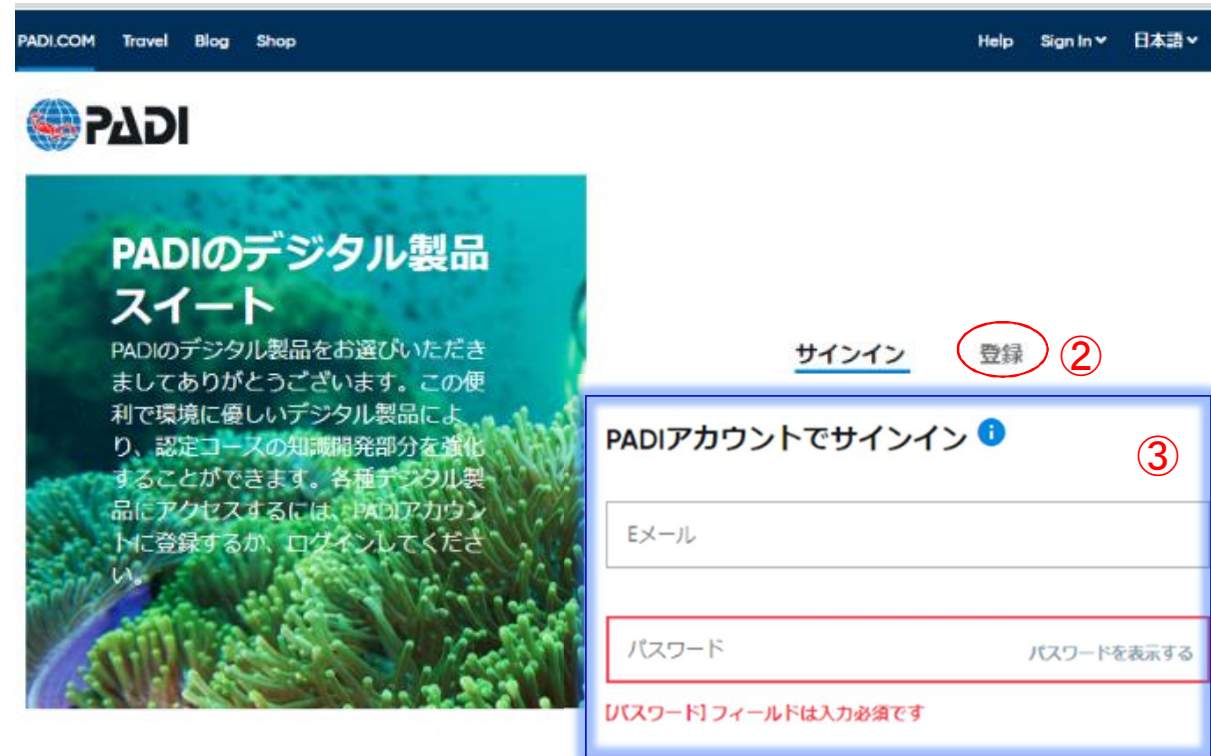 PADI.COM Travel Blog Shop Help Sign In 日本語
PADI
PADIのデジタル製品
スイート
PADIのデジタル製品をお選びいただき
ましてありがとうございます。この便
利で環境に優しいデジタル製品によ
り、認定コースの知識開発部分を強化
することができます。各種デジタル製
品にアクセスするには、PADIアカウン
トに登録するか、ログインしてくださ
い。
サインイン 登録 ②
PADIアカウントでサインイン
③
Eメール
パスワード パスワードを表示する
[パスワード] フィールドは入力必須です